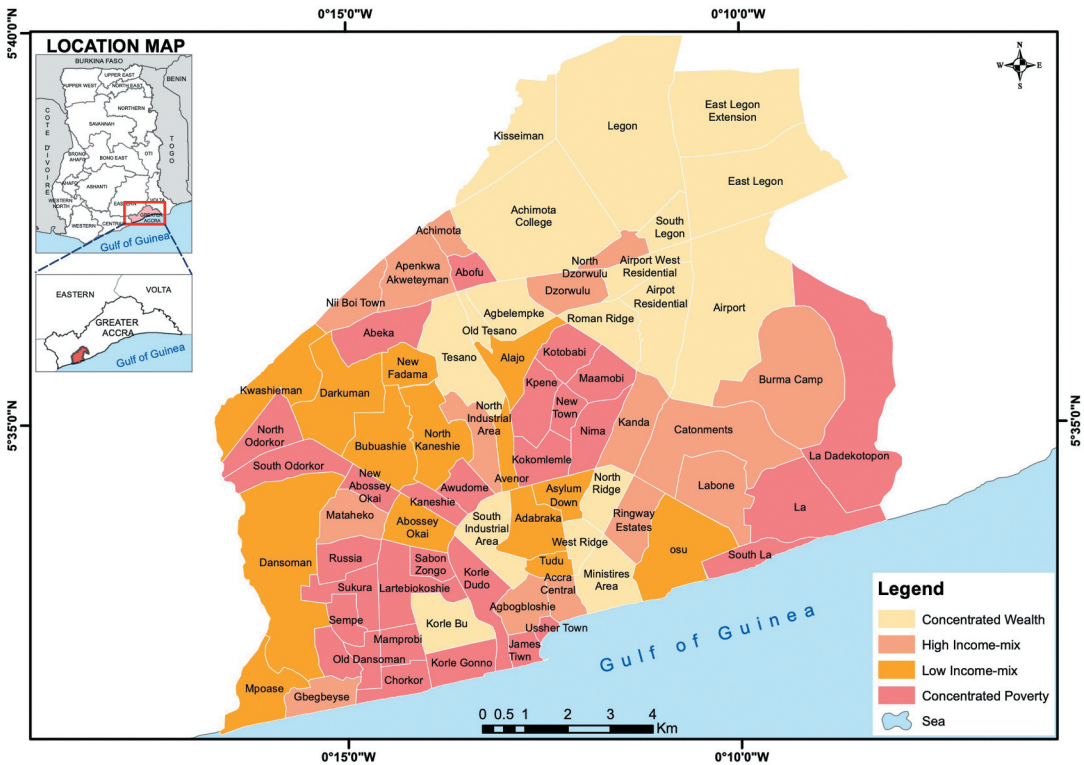 0°15'0"W
0°10'0"W
5°40'0"N
LOCATION MAP
BURKINA FASO
UPPER EAST
UPPER WEST
NORTH EAST
BENIN
NORTHERN
COTE D'IVOIRE
SAVANNAH
TOGO
BRONG
AHAFO
BONO EAST
OTI
AHAFO
ASHANTI
WESTERN
NORTH
EASTERN
VOLTA
GREATER
ACCRA
WESTERN
CENTRAL
Gulf of Guinea
EASTERN
VOLTA
GREATER
ACCRA
Gulf of Guinea
N
W
E
S
East Legon
Extension
Legon
Kisseiman
East Legon
Achimota
College
South
Legon
Achimota
North
Dzorwulu
Airport West
Residential
Apenkwa
Akweteyman
Abofu
Dzorwulu
Airpot
Residential
Nii Boi Town
Airport
Agbelempke
Roman Ridge
Abeka
Old Tesano
Tesano
Alajo
Kotobabi
New
Fadama
Kpene
Maamobi
Burma Camp
Kwashieman
Darkuman
New
Town
North
Industrial
Area
Kanda
Catonments
North
Odorkor
Bubuashie
North
Kaneshie
Nima
5°35'0"N
5°35'0"N
South Odorkor
Kokomlemle
La Dadekotopon
New
Abossey
Okai
Awudome
Avenor
North
Ridge
Labone
Kaneshie
Asylum
Down
Mataheko
Abossey
Okai
South
Industrial
Area
Adabraka
Ringway
Estates
La
West Ridge
osu
Dansoman
Russia
Sabon
Zongo
Korle
Dudo
Tudu
South La
Sukura
Lartebiokoshie
Accra
Central
Ministires
Area
Agbogbloshie
Sempe
Korle Bu
Ussher Town
Mamprobi
James
Tiwn
Old Dansoman
Korle Gonno
Chorkor
Mpoase
Gbegbeyse
Gulf of Guinea
Legend
Concentrated Wealth
High Income-mix
Low Income-mix
Concentrated Poverty
Sea
0 0.5 1 2 3 4
Km
0°15'0"W
0°10'0"W